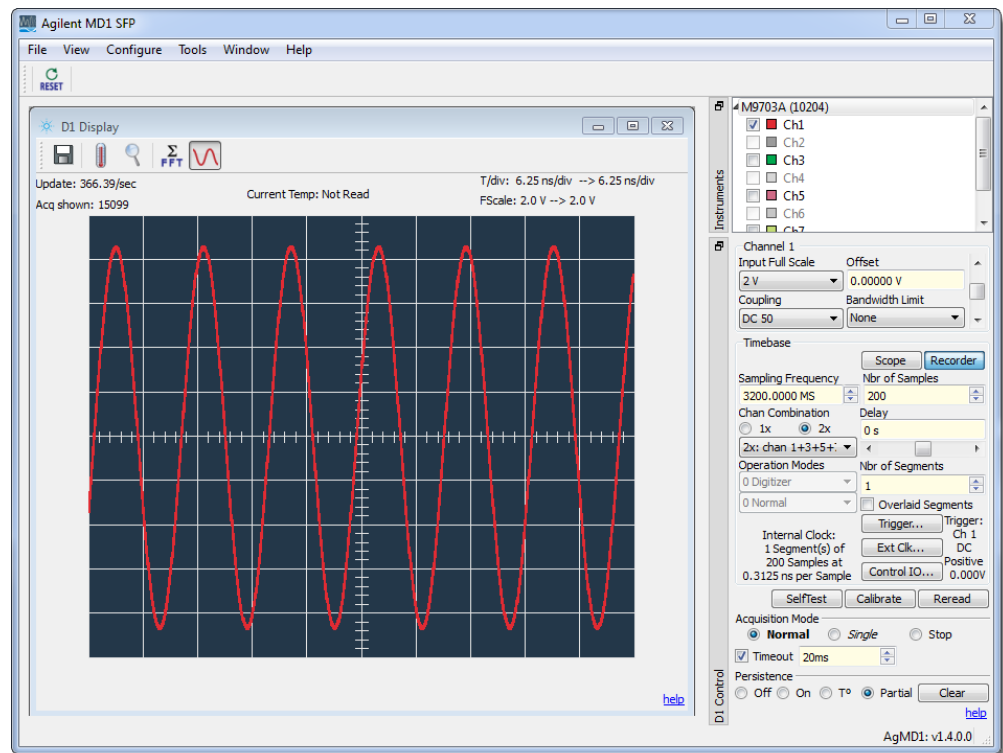 Agilent MD1 SFP
File View Configure Tools Window Help
RESET
D1 Display
Σ
FFT
Update: 366.39/sec
Acq shown: 15099
Current Temp: Not Read
T/div: 6.25 ns/div --> 6.25 ns/div
FScale: 2.0 V --> 2.0 V
help
Instruments
M9703A (10204)
Ch1
Ch2
Ch3
Ch4
Ch5
Ch6
Ch7
D1 Control
Channel 1
Input Full Scale Offset
2 V 0.00000 V
Coupling Bandwidth Limit
DC 50 None
Timebase
Scope Recorder
Sampling Frequency Nbr of Samples
3200.0000 MS 200
Chan Combination Delay
1x 2x 0 s
2x: chan 1+3+5+
Operation Modes Nbr of Segments
0 Digitizer 1
0 Normal Overlaid Segments
Internal Clock:
1 Segment(s) of
200 Samples at
0.3125 ns per Sample
Trigger...
Ext Clk...
Control IO...
Trigger:
Ch 1
DC
Positive
0.000V
SelfTest Calibrate Reread
Acquisition Mode
Normal Single Stop
Timeout 20ms
Persistence
Off On T° Partial Clear
help
AgMD1: v1.4.0.0